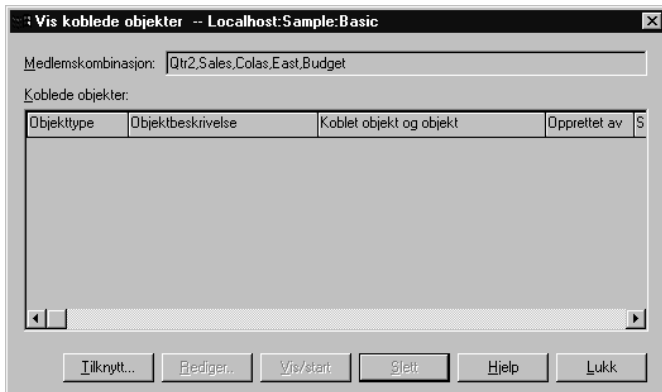 Vis koblede objekter -- Localhost:Sample:Basic
Medlemskombinasjon: Qtr2,Sales,Colas,East,Budget
Koblede objekter:
Objekttype Objektbeskrivelse Koblet objekt og objekt Opprettet av S
Tilknytt... Rediger.. Vis/start Slett Hjelp Lukk